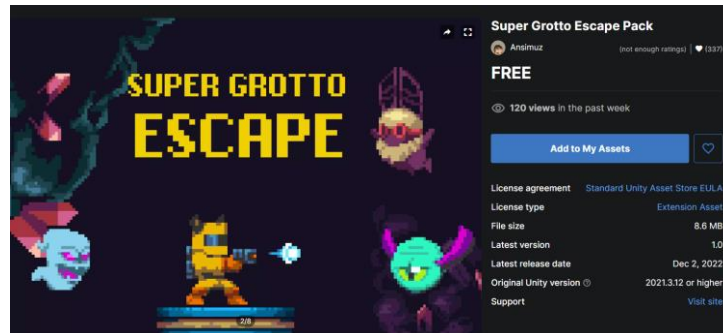 SUPER GROTTO
ESCAPE
2/6
Super Grotto Escape Pack
Ansimuz
(not enough ratings) | (337)
FREE
120 views in the past week
Add to My Assets
License agreement Standard Unity Asset Store EULA
License type Extension Asset
File size 8.6 MB
Latest version 1.0
Latest release date Dec 2, 2022
Original Unity version 2021.3.12 or higher
Support Visit site